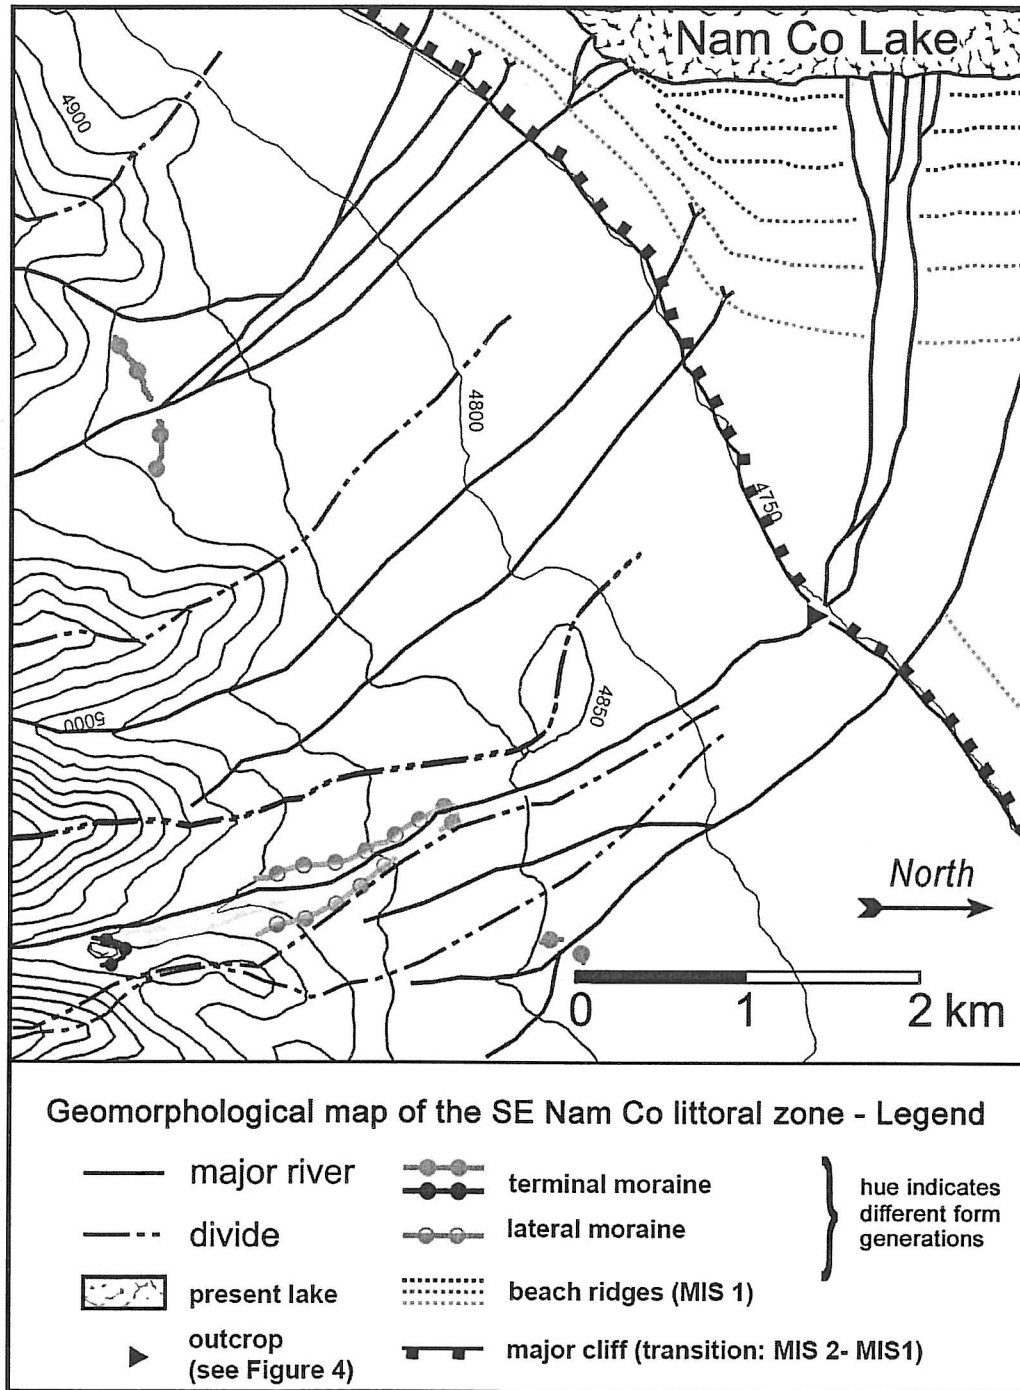 Nam Co Lake
4900
4800
4750
4850
5000
North
0 1 2 km
Geomorphological map of the SE Nam Co littoral zone - Legend
major river
divide
present lake
outcrop
(see Figure 4)
terminal moraine
lateral moraine
beach ridges (MIS 1)
major cliff (transition: MIS 2- MIS1)
hue indicates
different form
generations